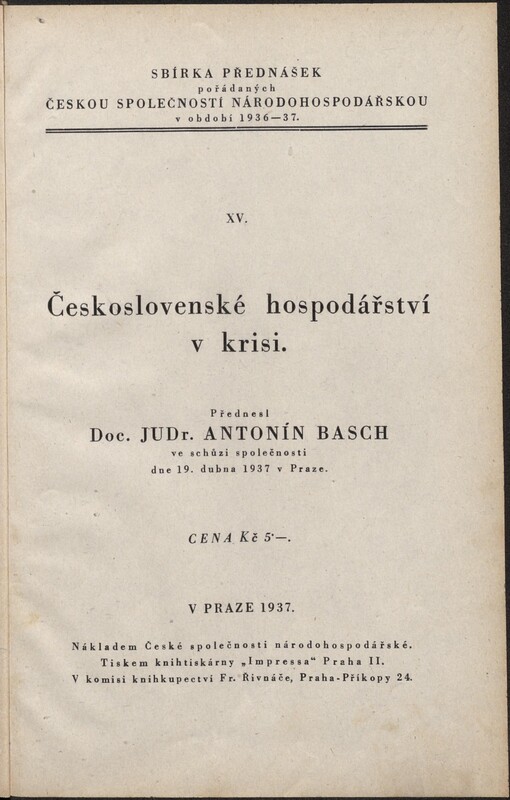 SBÍRKA PŘEDNÁŠEK
pořádaných
ČESKOU SPOLEČNOSTÍ NÁRODOHOSPODÁŘSKOU
v období 1936—37.
XV.
Československé hospodářství
v krisi.
Přednesl
Doc. JUDr. ANTONÍN BASCH
ve schůzi společnosti
dne 19. dubna 1937 v Praze.
CENA Kč 5·—.
V PRAZE 1937.
Nákladem České společnosti národohospodářské.
Tiskem knihtiskárny „Impressa“ Praha II.
V komisi knihkupectví Fr. Řivnáče, Praha-Příkopy 24.